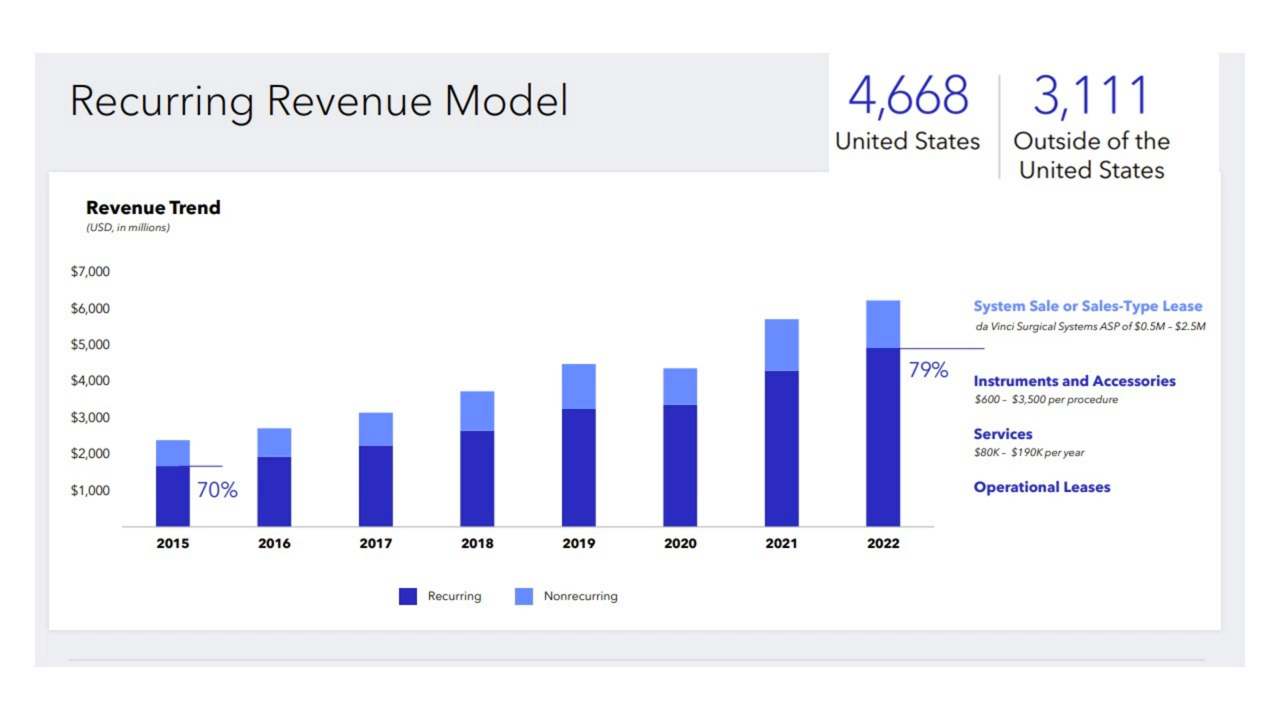 Recurring Revenue Model
4,668
United States
3,111
Outside of the
United States
Revenue Trend
(USD, in millions)
$7,000
$6,000
$5,000
$4,000
$3,000
$2,000
$1,000
70%
79%
2015 2016 2017 2018 2019 2020 2021 2022
Recurring Nonrecurring
System Sale or Sales-Type Lease
da Vinci Surgical Systems ASP of $0.5M – $2.5M
Instruments and Accessories
$600 – $3,500 per procedure
Services
$80K – $190K per year
Operational Leases